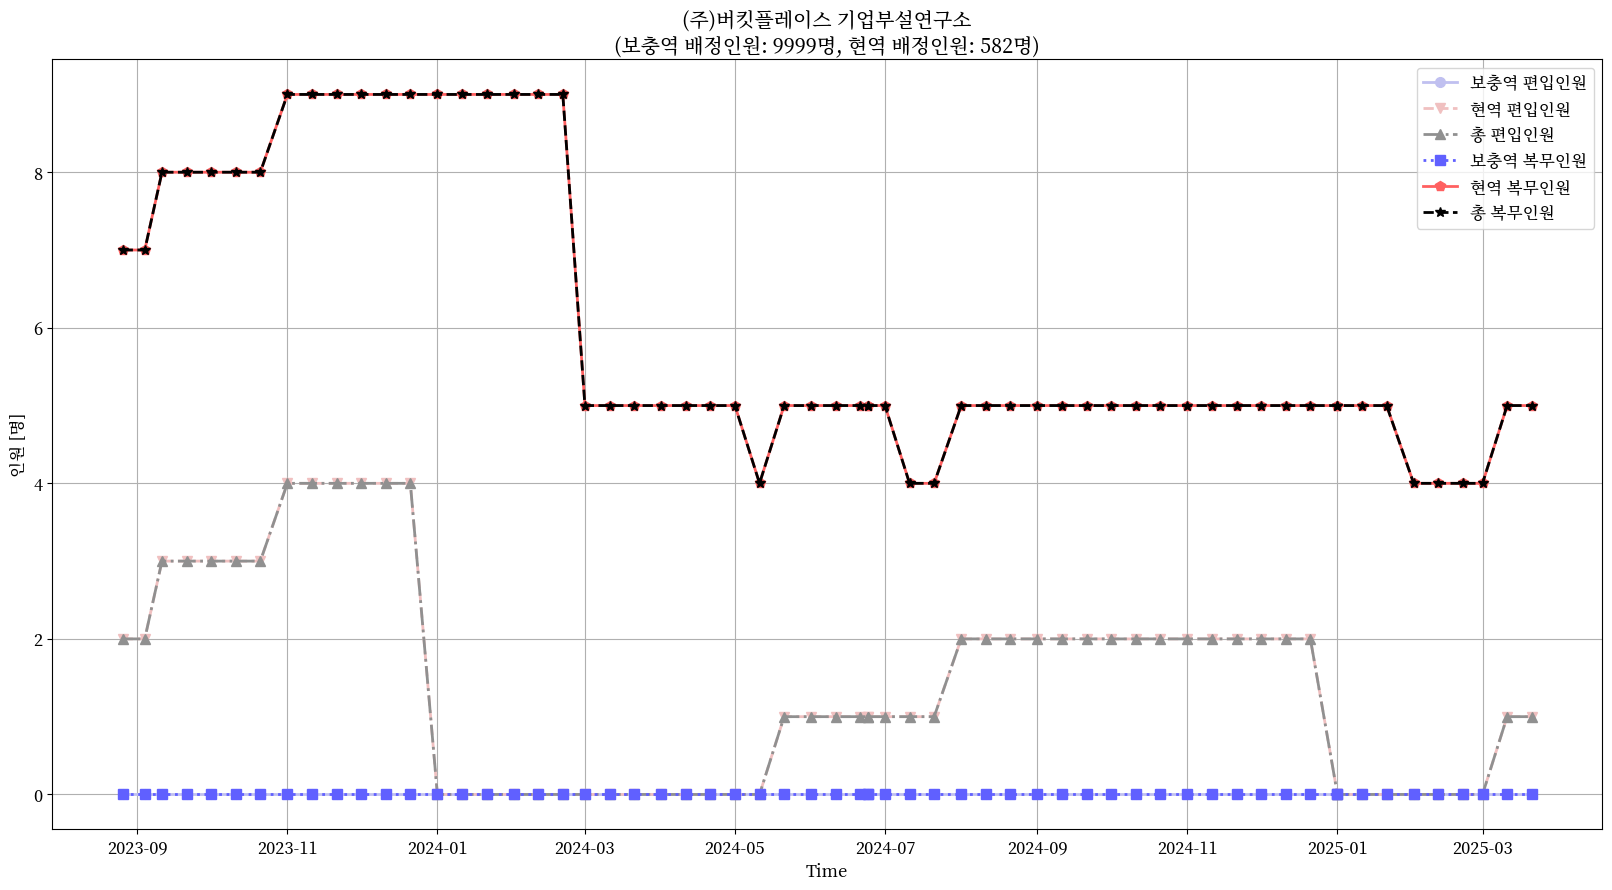 (주)버킷플레이스 기업부설연구소
(보충역 배정인원: 9999명, 현역 배정인원: 582명)
보충역 편입인원
현역 편입인원
총 편입인원
보충역 복무인원
현역 복무인원
총 복무인원
인원 [명]
8
6
4
2
0
2023-09
2023-11
2024-01
2024-03
2024-05
2024-07
2024-09
2024-11
2025-01
2025-03
Time